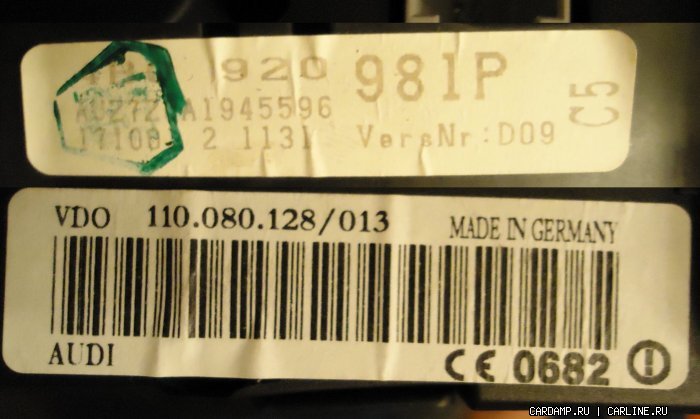 920 981P
A1945596
2 1131 VersNr:D09
C5
VDO 110.080.128/013 MADE IN GERMANY
AUDI CE 0682
CARDAMP.RU | CARLINE.RU